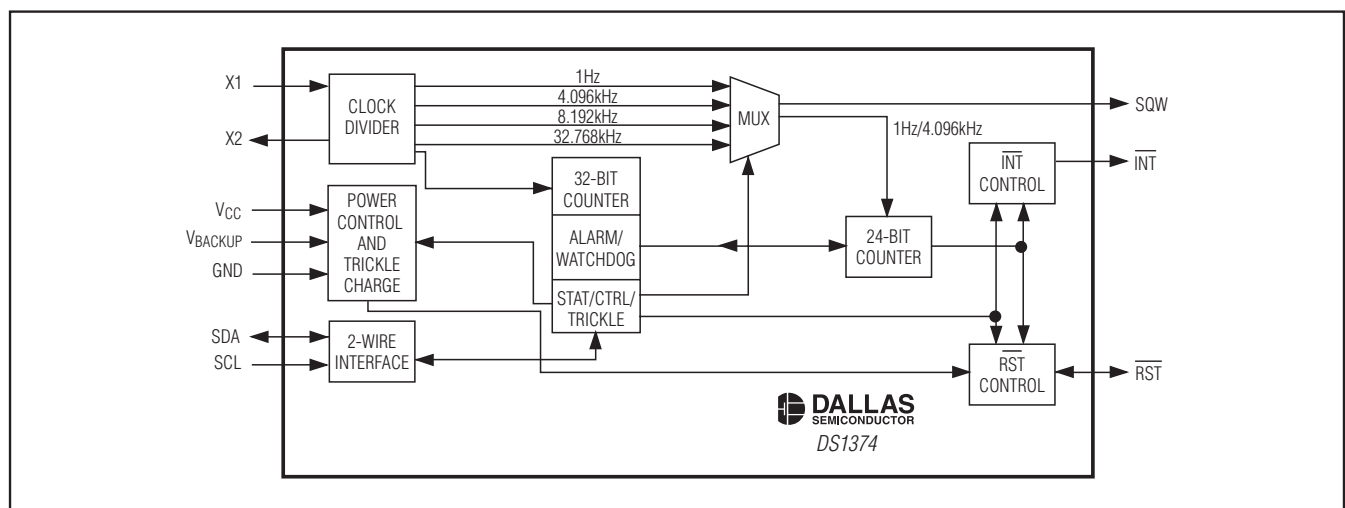 X1
X2
CLOCK
DIVIDER
1Hz
4.096kHz
8.192kHz
32.768kHz
MUX
SQW
1Hz/4.096kHz
INT
CONTROL
INT
VCC
VBACKUP
GND
POWER
CONTROL
AND
TRICKLE
CHARGE
32-BIT
COUNTER
ALARM/
WATCHDOG
STAT/CTRL/
TRICKLE
24-BIT
COUNTER
SDA
SCL
2-WIRE
INTERFACE
RST
CONTROL
RST
DALLAS
SEMICONDUCTOR
DS1374